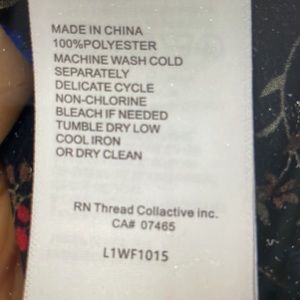 MADE IN CHINA
100%POLYESTER
MACHINE WASH COLD
SEPARATELY
DELICATE CYCLE
NON-CHLORINE
BLEACH IF NEEDED
TUMBLE DRY LOW
COOL IRON
OR DRY CLEAN
RN Thread Collactive inc.
CA# 07465
L1WF1015